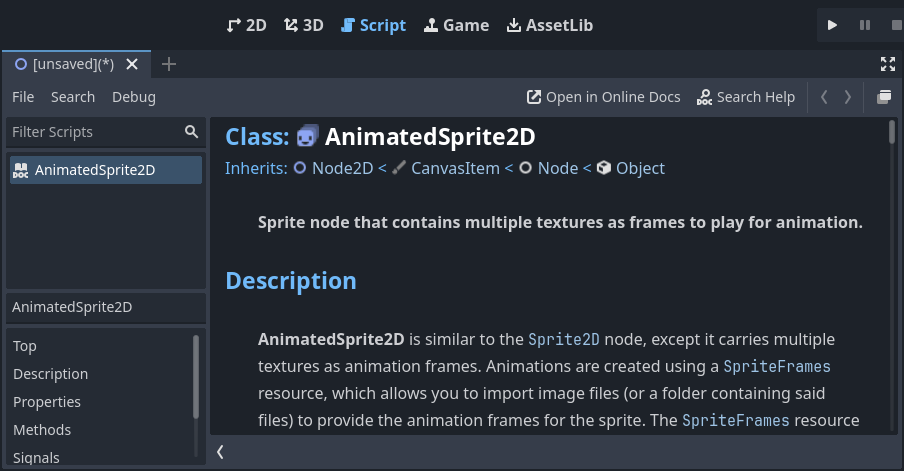 2D 3D Script Game AssetLib
[unsaved](*)
File Search Debug Open in Online Docs Search Help
Filter Scripts
AnimatedSprite2D
AnimatedSprite2D
Top
Description
Properties
Methods
Signals
Class: AnimatedSprite2D
Inherits: Node2D < CanvasItem < Node < Object
Sprite node that contains multiple textures as frames to play for animation.
Description
AnimatedSprite2D is similar to the Sprite2D node, except it carries multiple
textures as animation frames. Animations are created using a SpriteFrames
resource, which allows you to import image files (or a folder containing said
files) to provide the animation frames for the sprite. The SpriteFrames resource